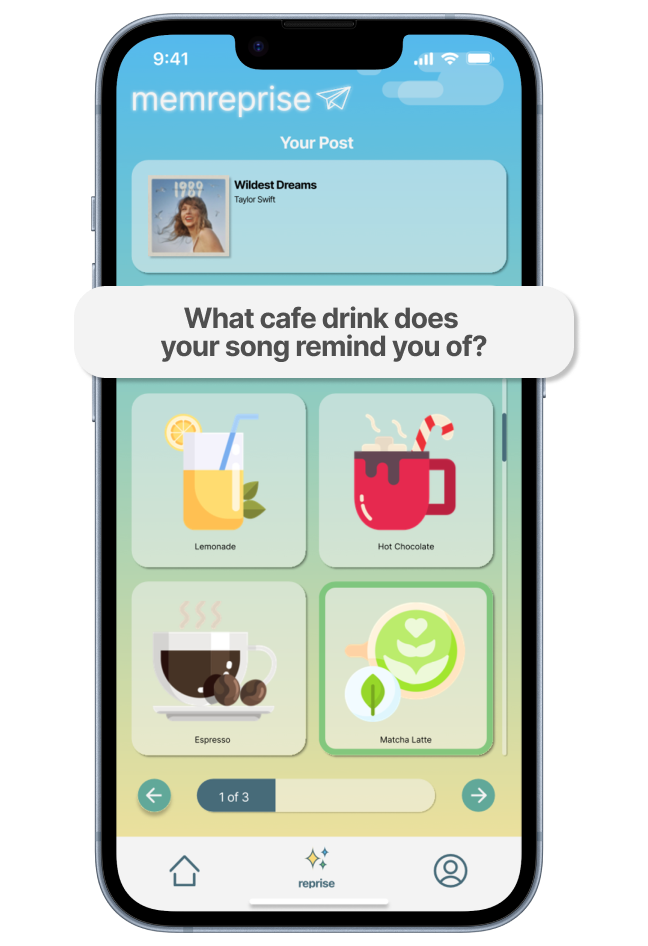 9:41
memreprise
Your Post
1989
Wildest Dreams
Taylor Swift
What cafe drink does
your song remind you of?
Lemonade
Hot Chocolate
Espresso
Matcha Latte
1 of 3
reprise